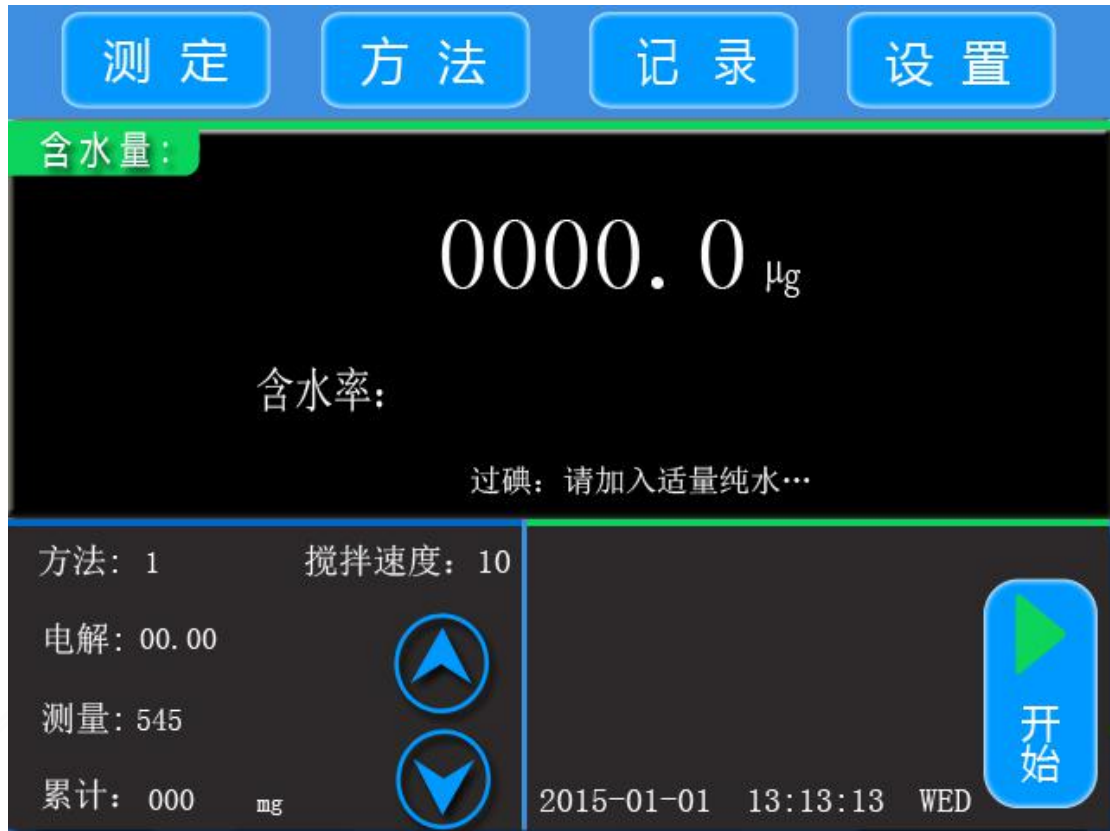 测定 方法 记录 设置
含水量:
0000.0 μg
含水率:
过碘: 请加入适量纯水…
方法: 1 搅拌速度: 10
电解: 00.00
测量: 545
累计: 000 mg
2015-01-01 13:13:13 WED
开始